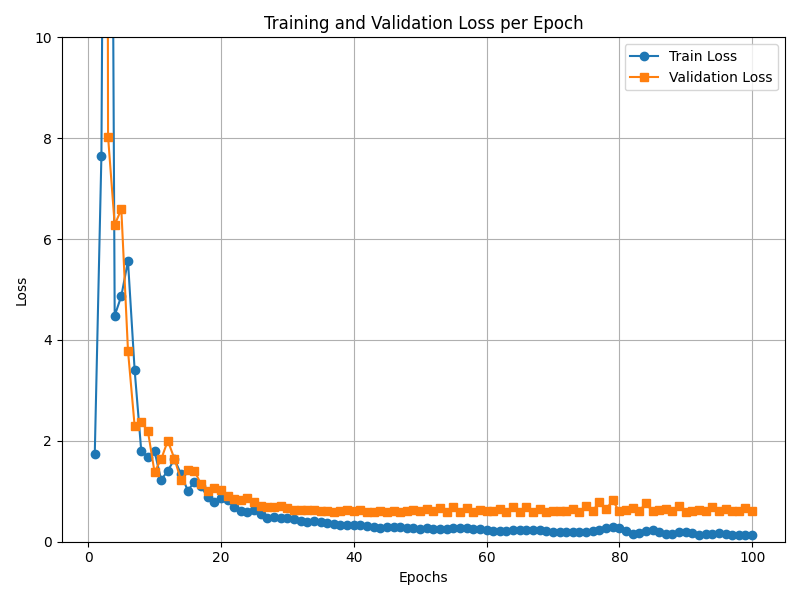 Training and Validation Loss per Epoch
Train Loss
Validation Loss
Loss
10
8
6
4
2
0
0 20 40 60 80 100
Epochs